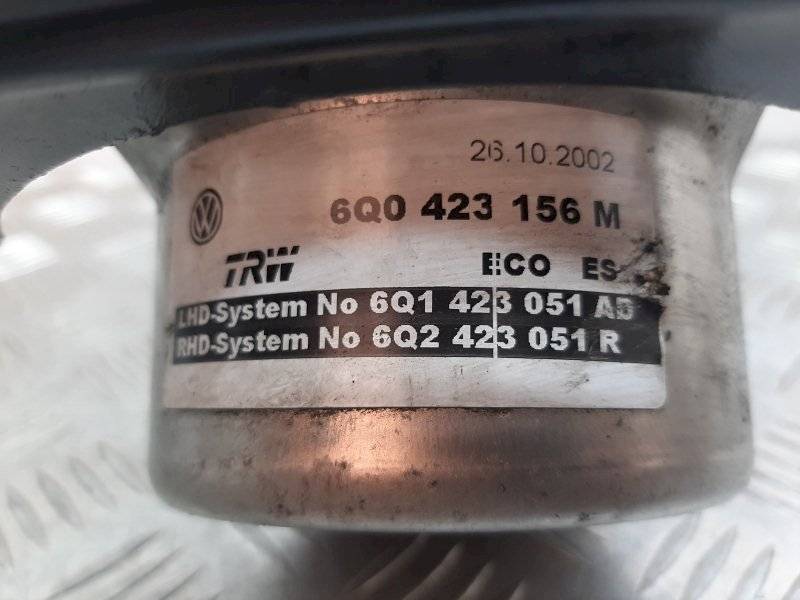 26.10.2002
6Q0 423 156 M
TRW ECO ES
LHD-System No 6Q1 423 051 AB
RHD-System No 6Q2 423 051 R